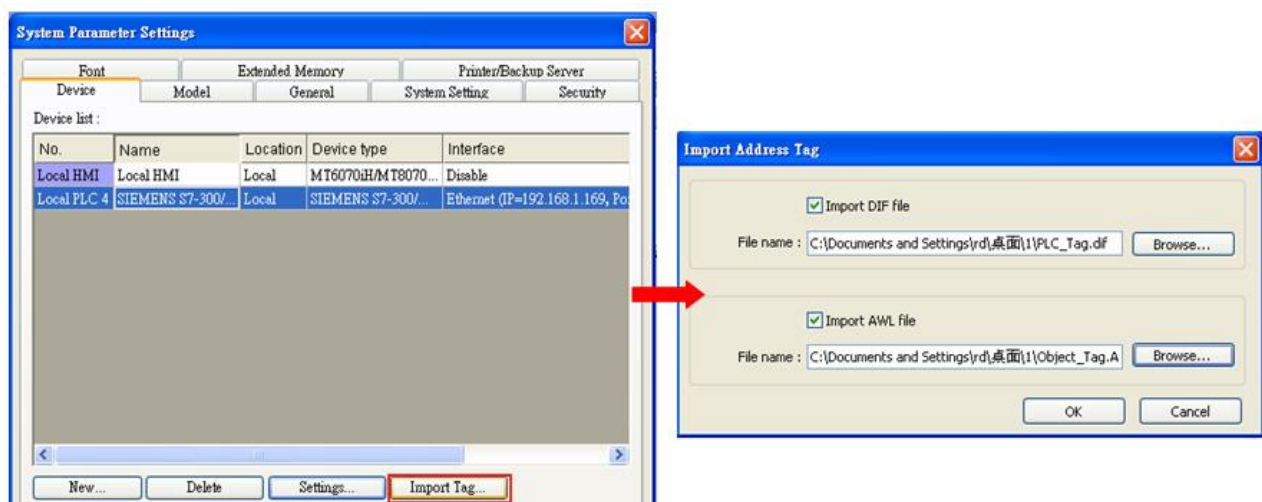 System Parameter Settings
Font Extended Memory Printer/Backup Server
Device Model General System Setting Security
Device list :
No. Name Location Device type Interface
Local HMI Local HMI Local MT6070iH/MT8070... Disable
Local PLC 4 SIEMENS S7-300/... Local SIEMENS S7-300/... Ethernet (IP=192.168.1.169, Po
New... Delete Settings... Import Tag...
Import Address Tag
Import DIF file
File name : C:\Documents and Settings\rd\桌面\1\PLC_Tag.dif Browse...
Import AWL file
File name : C:\Documents and Settings\rd\桌面\1\Object_Tag.A Browse...
OK Cancel